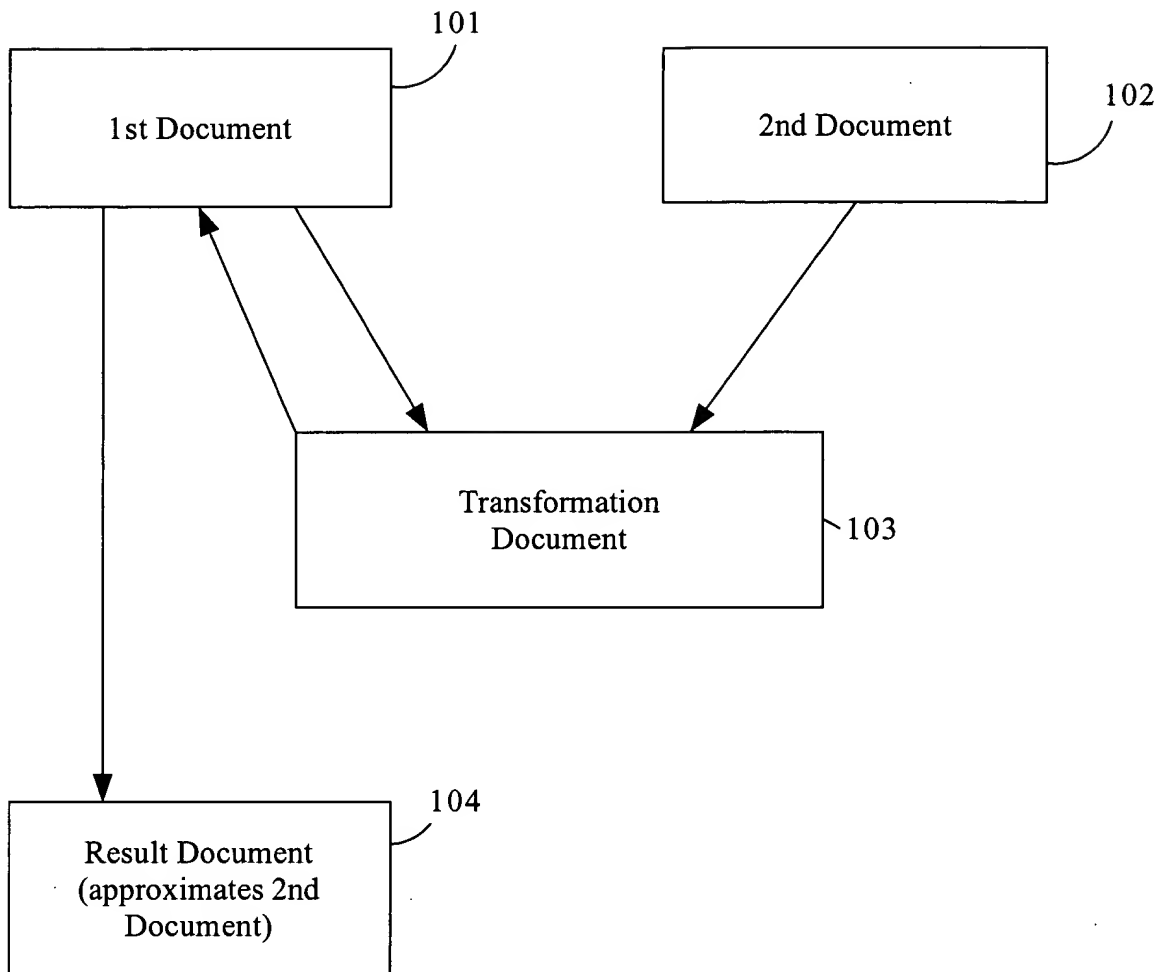 101
1st Document
2nd Document
102
Transformation
Document
103
104
Result Document
(approximates 2nd
Document)